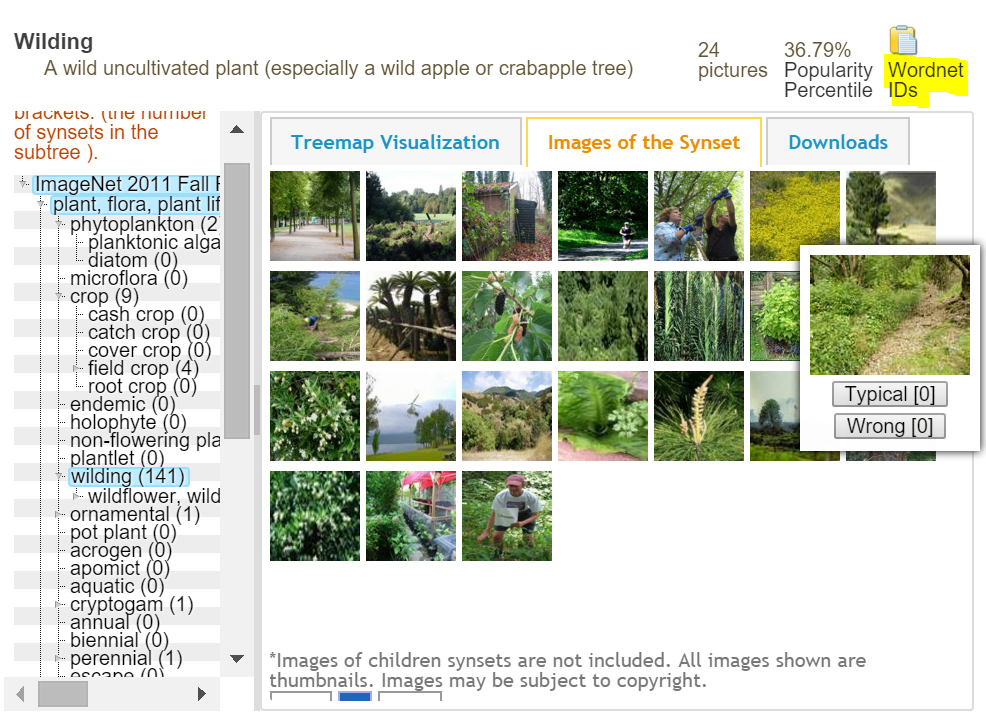 Wilding
A wild uncultivated plant (especially a wild apple or crabapple tree)
24
pictures
36.79%
Popularity
Percentile
Wordnet
IDs
brackets. (the number
of synsets in the
subtree ).
ImageNet 2011 Fall R
plant, flora, plant lif
phytoplankton (2
planktonic alga
diatom (0)
microflora (0)
crop (9)
cash crop (0)
catch crop (0)
cover crop (0)
field crop (4)
root crop (0)
endemic (0)
holophyte (0)
non-flowering pla
plantlet (0)
wilding (141)
wildflower, wild
ornamental (1)
pot plant (0)
acrogen (0)
apomict (0)
aquatic (0)
cryptogam (1)
annual (0)
biennial (0)
perennial (1)
escape (0)
Treemap Visualization
Images of the Synset
Downloads
Typical [0]
Wrong [0]
*Images of children synsets are not included. All images shown are
thumbnails. Images may be subject to copyright.